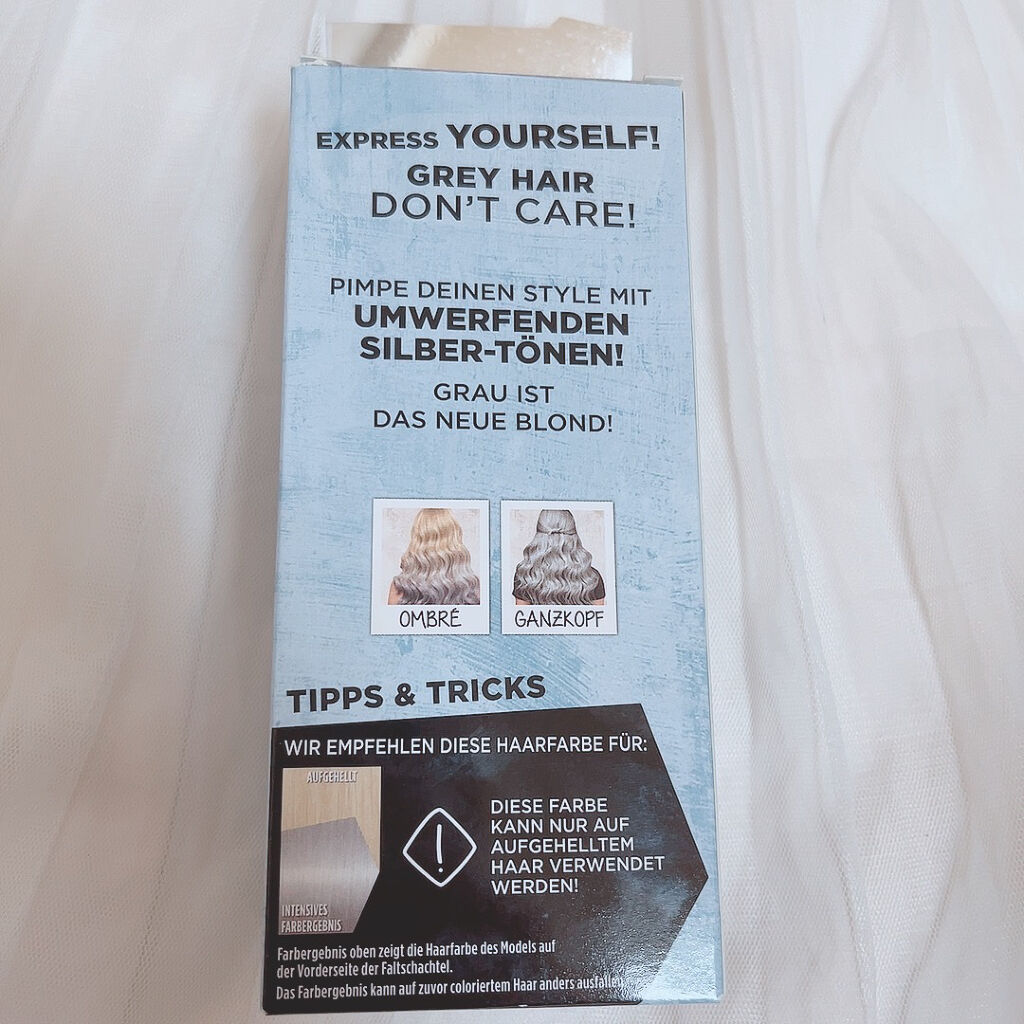 EXPRESS YOURSELF!
GREY HAIR
DON'T CARE!
PIMPE DEINEN STYLE MIT
UMWERFENDEN
SILBER-TÖNEN!
GRAU IST
DAS NEUE BLOND!
OMBRÉ
GANZKOPF
TIPPS & TRICKS
WIR EMPFEHLEN DIESE HAARFARBE FÜR:
AUFGEHELLT
INTENSIVES
FARBERGEBNIS
!
DIESE FARBE
KANN NUR AUF
AUFGEHELLTEM
HAAR VERWENDET
WERDEN!
Farbergebnis oben zeigt die Haarfarbe des Models auf
der Vorderseite der Faltschachtel.
Das Farbergebnis kann auf zuvor coloriertem Haar anders ausfallen.